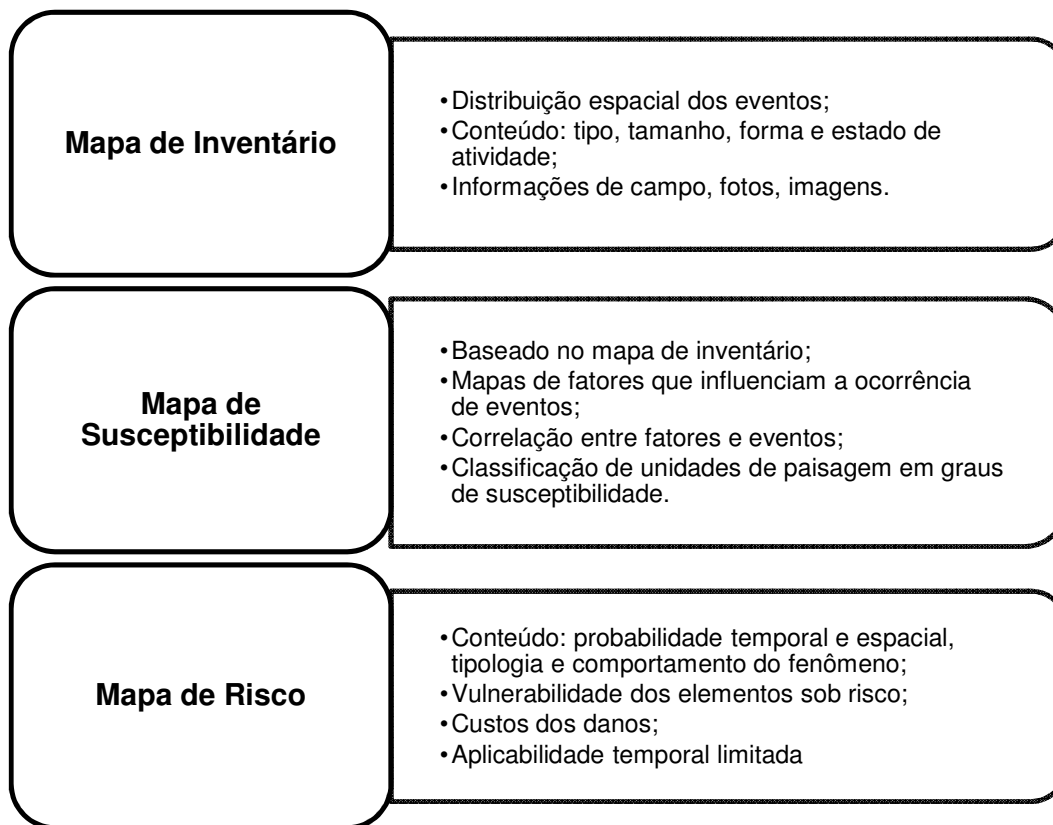 Mapa de Inventário
•Distribuição espacial dos eventos;
•Conteúdo: tipo, tamanho, forma e estado de
atividade;
•Informações de campo, fotos, imagens.
Mapa de
Susceptibilidade
•Baseado no mapa de inventário;
•Mapas de fatores que influenciam a ocorrência
de eventos;
•Correlação entre fatores e eventos;
•Classificação de unidades de paisagem em graus
de susceptibilidade.
Mapa de Risco
•Conteúdo: probabilidade temporal e espacial,
tipologia e comportamento do fenômeno;
•Vulnerabilidade dos elementos sob risco;
•Custos dos danos;
•Aplicabilidade temporal limitada